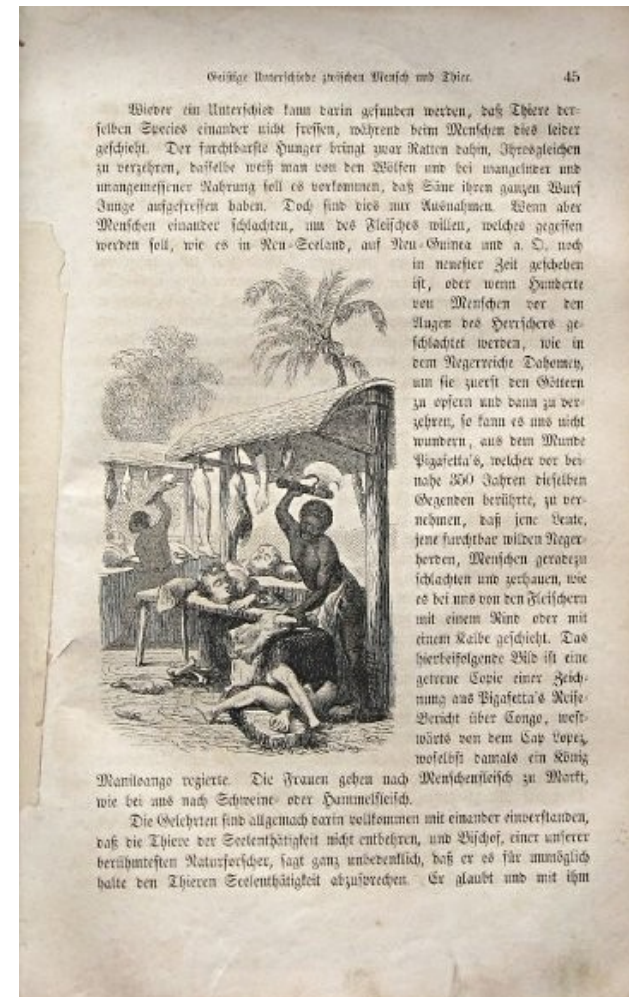 Geistige Unterschiede zwischen Mensch und Thier. 45
Wieder ein Unterschied kann darin gefunden werden, daß Thiere der-
selben Species einander nicht fressen, während beim Menschen dies leider
geschieht. Der furchtbarste Hunger bringt zwar Ratten dahin, Ihresgleichen
zu verzehren, dasselbe weiß man von den Wölfen und bei mangelnder und
unangemessener Nahrung soll es vorkommen, daß Säue ihren ganzen Wurf
Junge aufgefressen haben. Doch sind dies nur Ausnahmen. Wenn aber
Menschen einander schlachten, um des Fleisches willen, welches gegessen
werden soll, wie es in Neu-Seeland, auf Neu-Guinea und a. O. noch
in neuester Zeit geschehen
ist, oder wenn Hunderte
von Menschen vor den
Augen des Herrschers ge-
schlachtet werden, wie in
dem Negerreiche Dahomey,
um sie zuerst den Göttern
zu opfern und dann zu ver-
zehren, so kann es uns nicht
wundern, aus dem Munde
Pigafetta's, welcher vor bei-
nahe 350 Jahren dieselben
Gegenden berührte, zu ver-
nehmen, daß jene Leute,
jene furchtbar wilden Neger-
horden, Menschen geradezu
schlachten und zerhauen, wie
es bei uns von den Fleischern
mit einem Rind oder mit
einem Kalbe geschieht. Das
hierbeifolgende Bild ist eine
getreue Copie einer Zeich-
nung aus Pigafetta's Reise-
Bericht über Congo, west-
wärts von dem Cap Lopez,
woselbst damals ein König
Maniloango regierte. Die Frauen gehen nach Menschenfleisch zu Markt,
wie bei uns nach Schweine- oder Hammelfleisch.
Die Gelehrten sind allgemach darin vollkommen mit einander einverstanden,
daß die Thiere der Seelenthätigkeit nicht entbehren, und Bischof, einer unserer
berühmtesten Naturforscher, sagt ganz unbedenklich, daß er es für unmöglich
halte den Thieren Seelenthätigkeit abzusprechen. Er glaubt und mit ihm